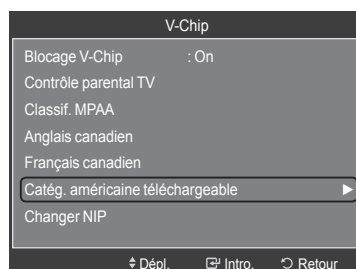 V-Chip
Blocage V-Chip : On
Contrôle parental TV
Classif. MPAA
Anglais canadien
Français canadien
Catég. américaine téléchargeable ►
Changer NIP
Dépl. Intro. Retour